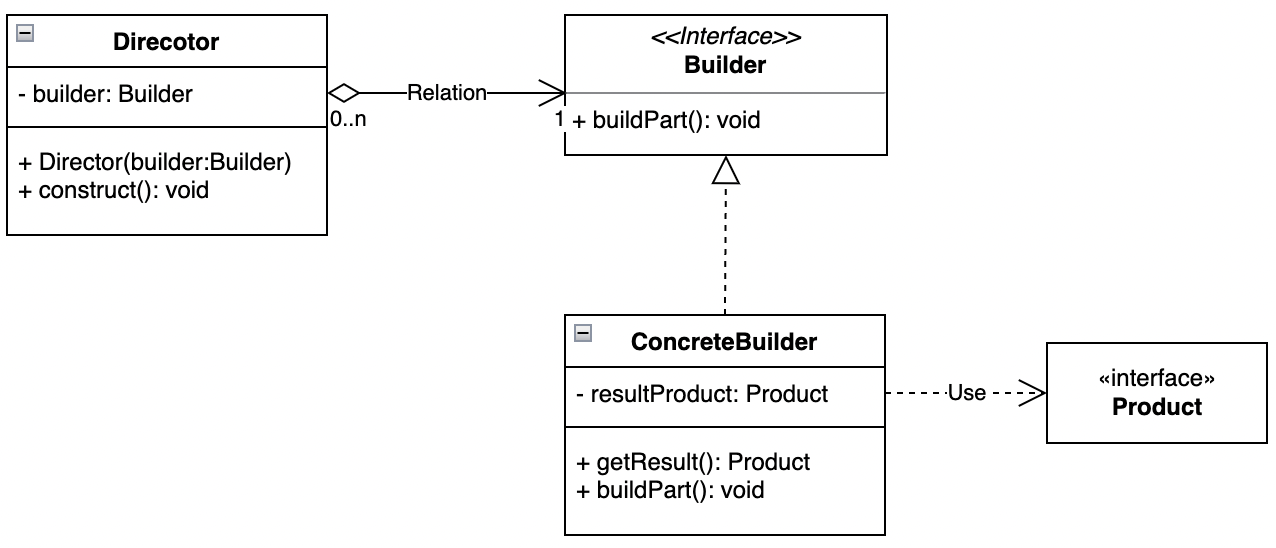 Direcotor
- builder: Builder
+ Director(builder:Builder)
+ construct(): void
Relation
0..n
1
<<Interface>>
Builder
+ buildPart(): void
ConcreteBuilder
- resultProduct: Product
+ getResult(): Product
+ buildPart(): void
Use
«interface»
Product